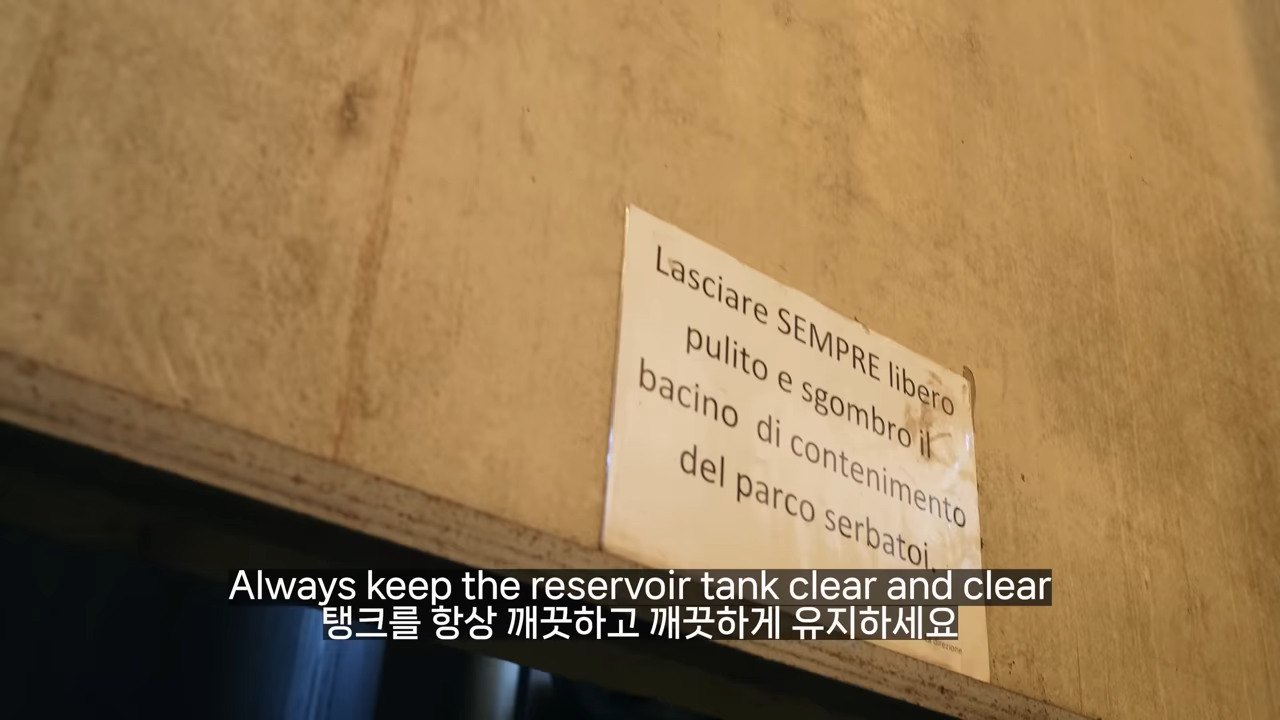 Lasciare SEMPRE libero
pulito e sgombro il
bacino di contenimento
del parco serbatoi.
Always keep the reservoir tank clear and clear
탱크를 항상 깨끗하고 깨끗하게 유지하세요
direzione